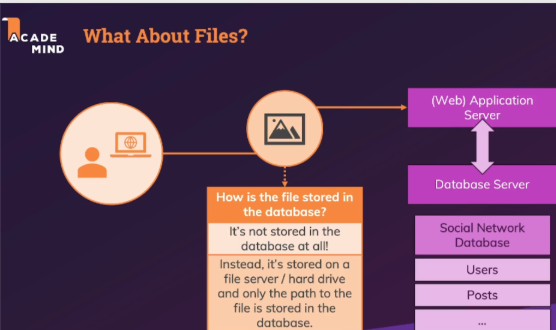 ACADE
MIND
What About Files?
(Web) Application
Server
Database Server
How is the file stored in
the database?
It's not stored in the
database at all!
Instead, it's stored on a
file server / hard drive
and only the path to the
file is stored in the
database.
Social Network
Database
Users
Posts
...